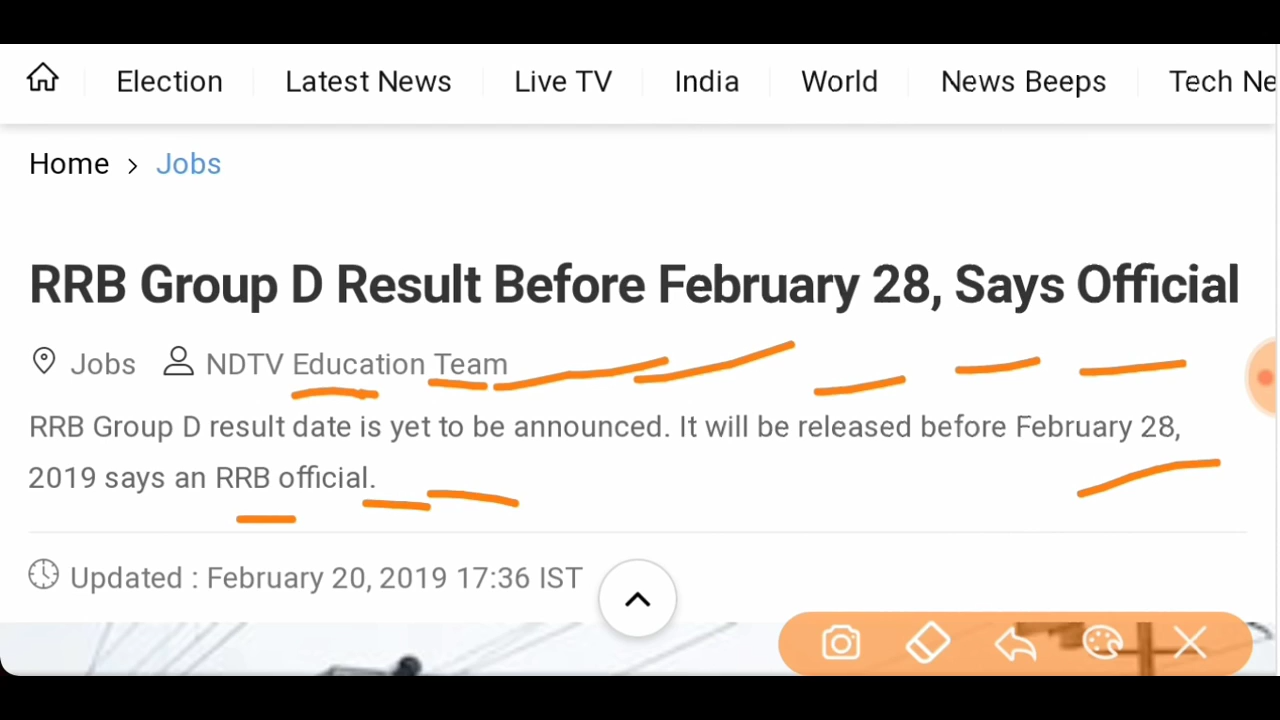 Election Latest News Live TV India World News Beeps Tech Ne
Home > Jobs
RRB Group D Result Before February 28, Says Official
Jobs NDTV Education Team
RRB Group D result date is yet to be announced. It will be released before February 28,
2019 says an RRB official.
Updated : February 20, 2019 17:36 IST